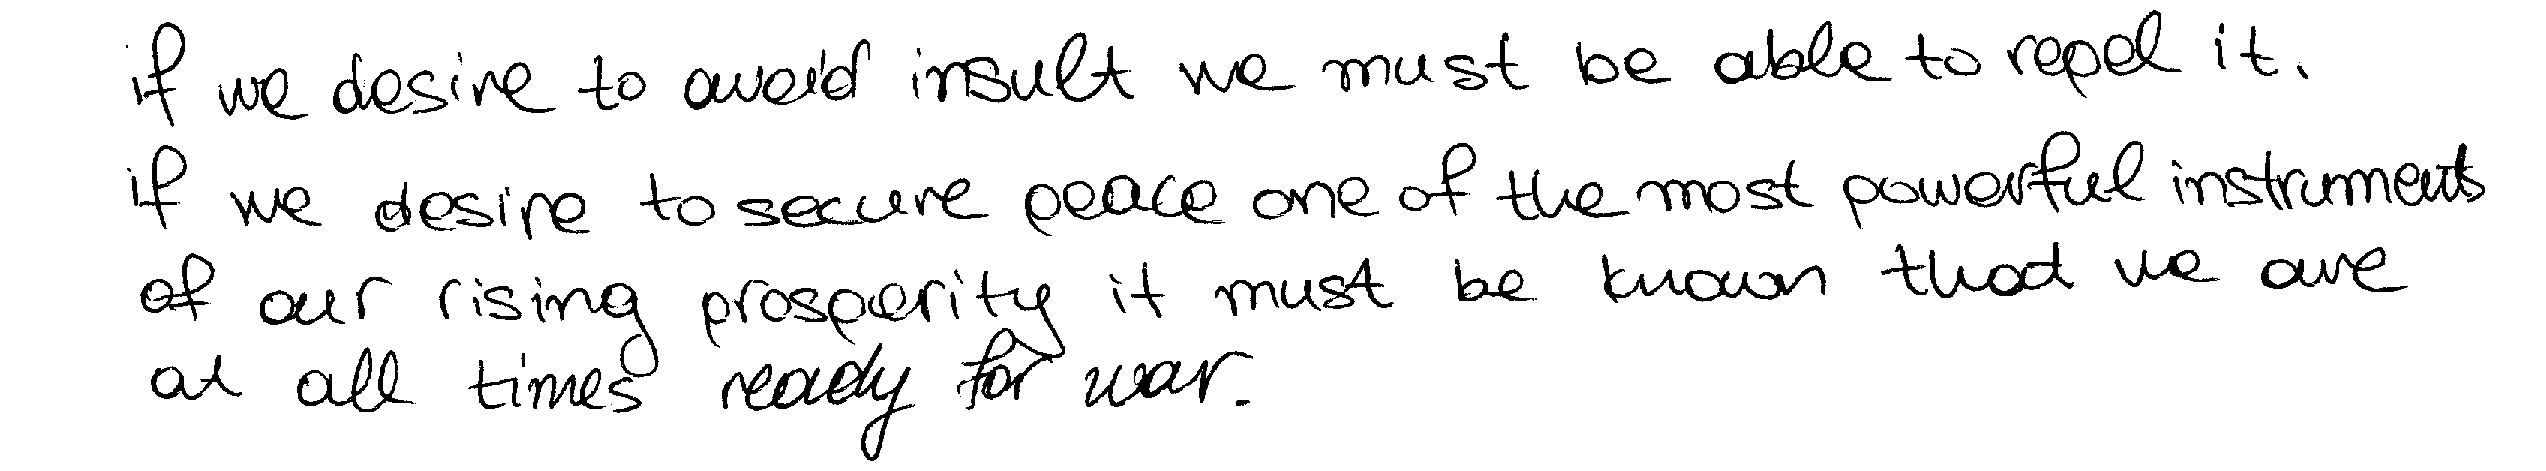 if we desire to avoid insult we must be able to repel it.
if we desire to secure peace one of the most powerful instruments
of our rising prosperity it must be known that we are
at all times ready for war.